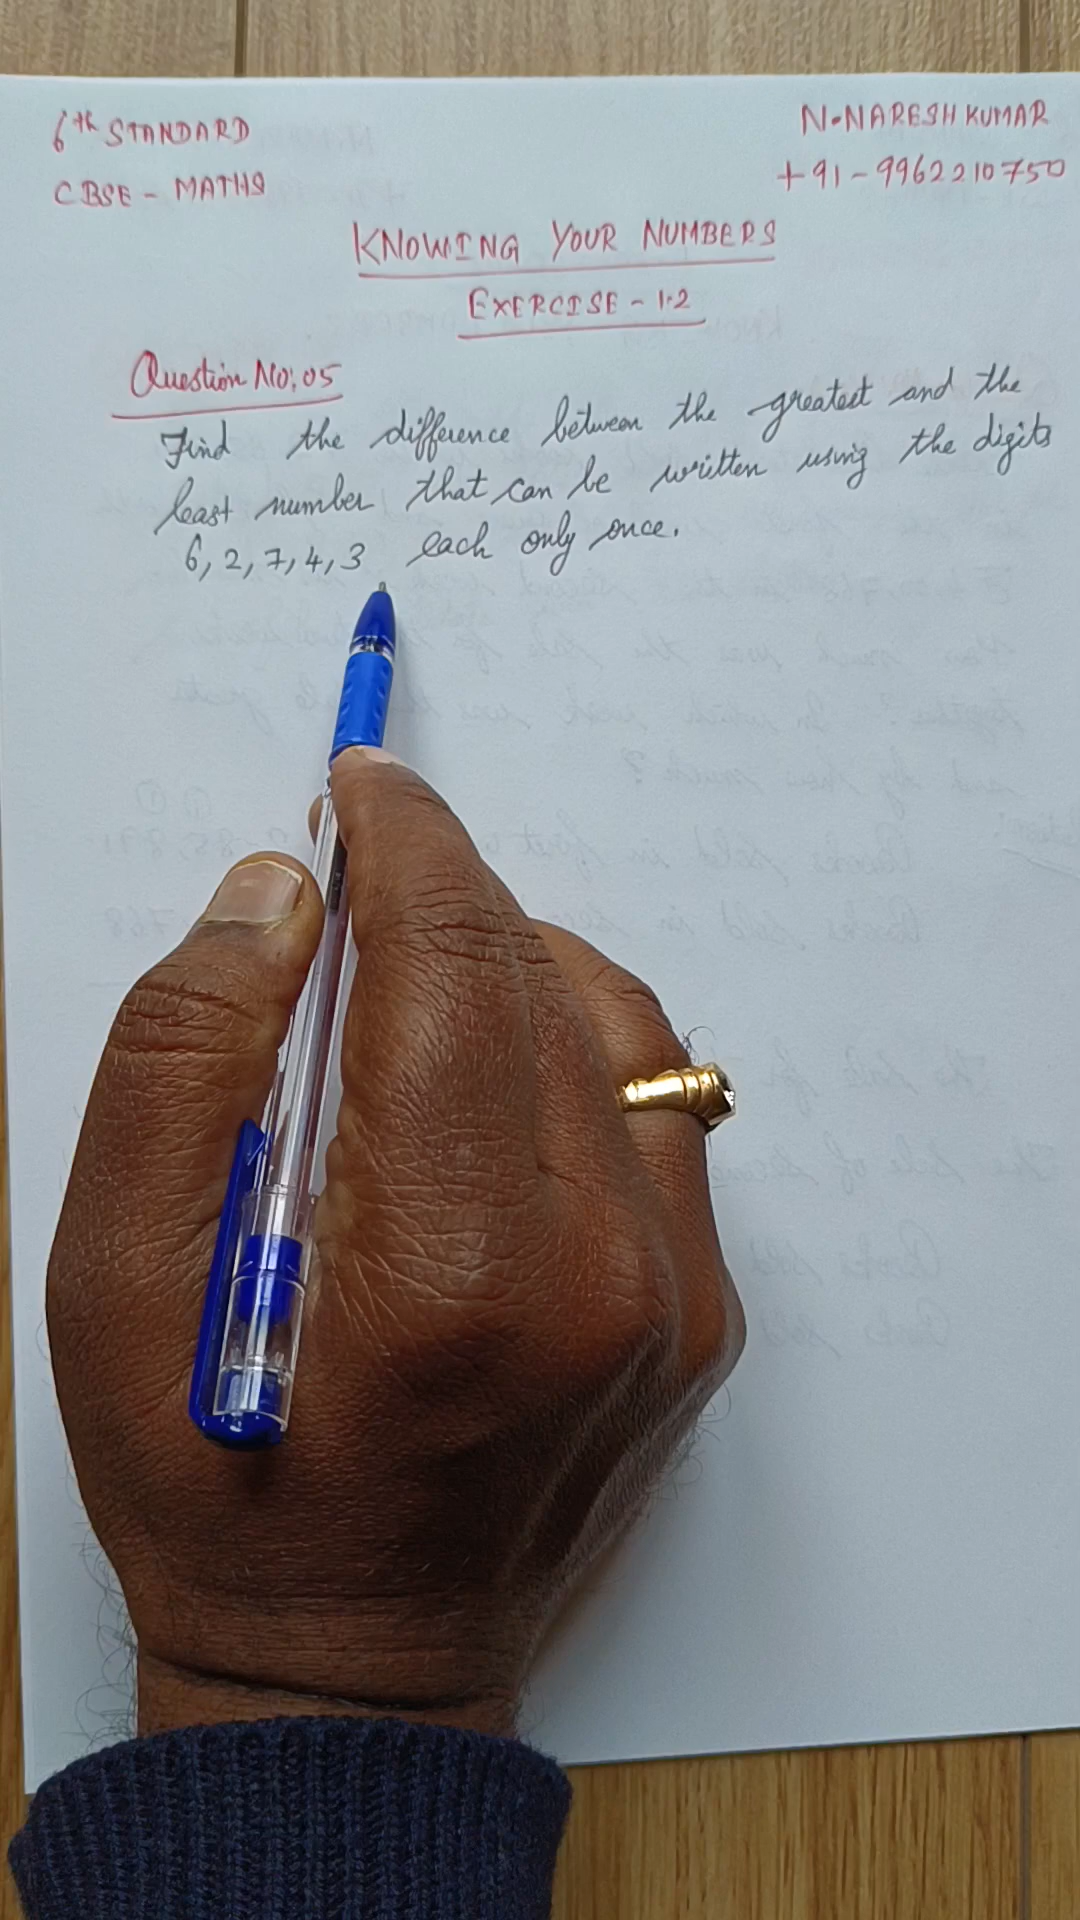 6th STANDARD
CBSE - MATHS
N. NARESH KUMAR
+91-9962210750
KNOWING YOUR NUMBERS
EXERCISE - 1.2
Question No: 05
Find the difference between the greatest and the
least number that can be written using the digits
6, 2, 7, 4, 3 each only once.